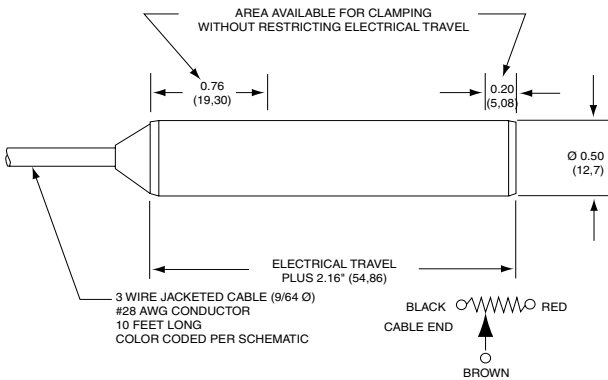 AREA AVAILABLE FOR CLAMPING
WITHOUT RESTRICTING ELECTRICAL TRAVEL
0.76
(19,30)
0.20
(5,08)
Ø 0.50
(12,7)
ELECTRICAL TRAVEL
PLUS 2.16" (54,86)
3 WIRE JACKETED CABLE (9/64 Ø)
#28 AWG CONDUCTOR
10 FEET LONG
COLOR CODED PER SCHEMATIC
BLACK RED
CABLE END
BROWN